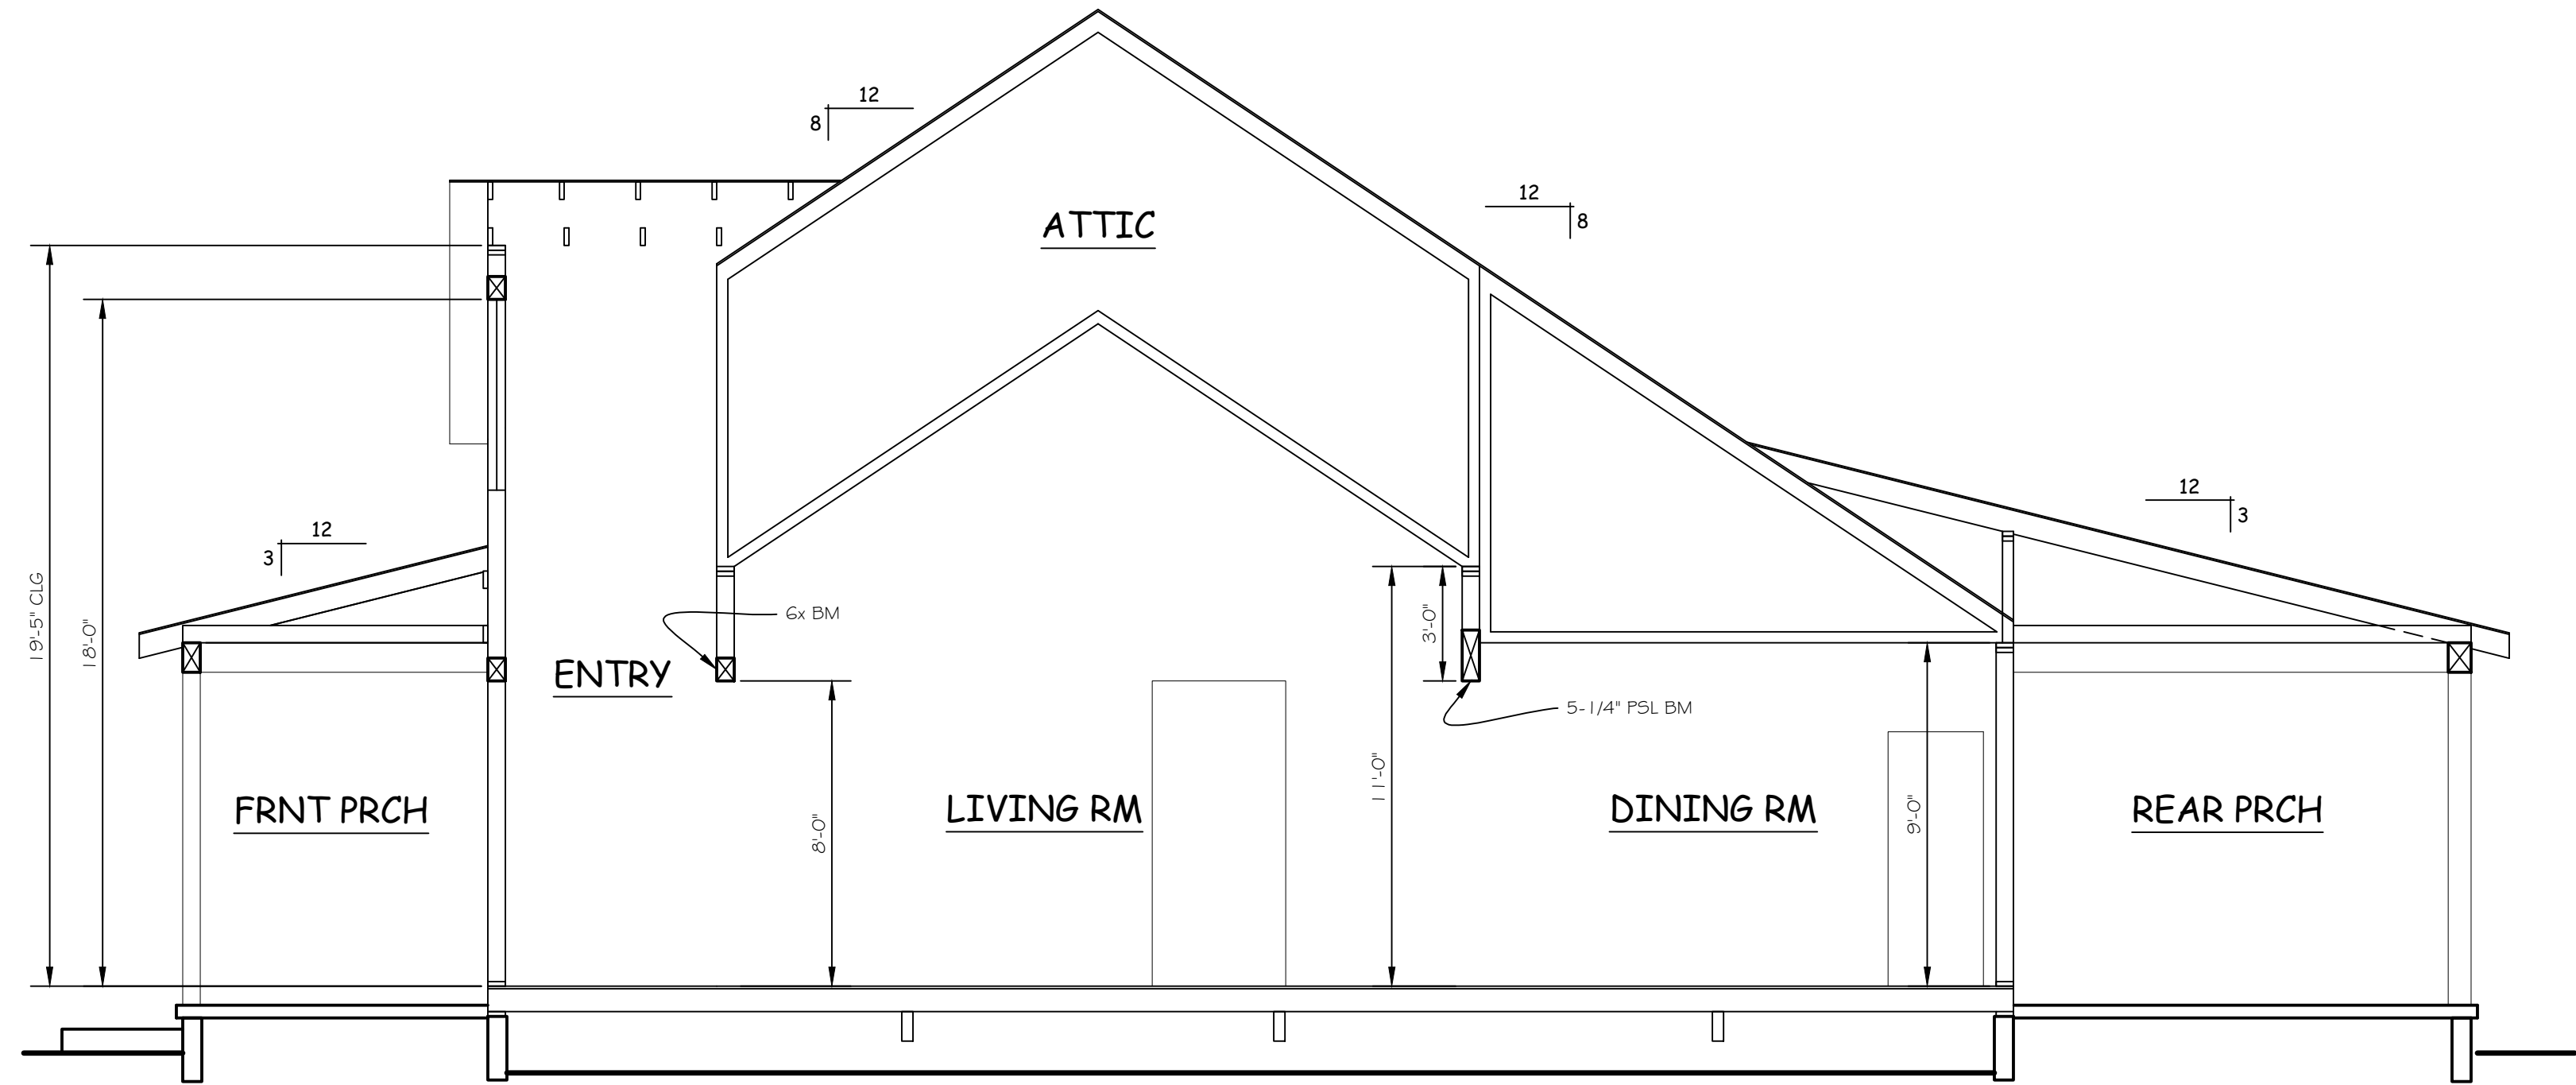 12
8
ATTIC
12
8
12
3
12
3
19'-5" CLG
18'-0"
6x BM
3'-0"
ENTRY
5-1/4" PSL BM
11'-0"
FRNT PRCH
LIVING RM
8'-0"
DINING RM
9'-0"
REAR PRCH